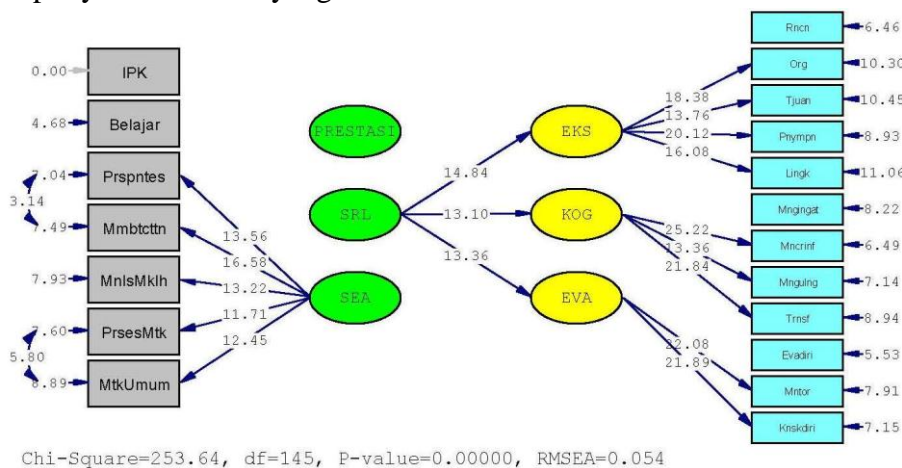 0.00
IPK
4.68
Belajar
7.04
Prspntes
3.14
7.49
Mmbtcttn
7.93
MnlsMklh
7.60
PrsesMtk
5.80
8.89
MtkUmum
13.56
16.58
13.22
11.71
12.45
PRESTASI
SRL
SEA
14.84
13.10
13.36
EKS
KOG
EVA
18.38
13.76
20.12
16.08
25.22
13.36
21.84
21.89
Rncn
6.46
Org
10.30
Tjuan
10.45
Pnympn
8.93
Lingk
11.06
Mngingat
8.22
Mncrinf
6.49
Mngulng
7.14
Trnsf
8.94
Evadiri
5.53
Mntor
7.91
Knskdiri
7.15
Chi-Square=253.64, df=145, P-value=0.00000, RMSEA=0.054